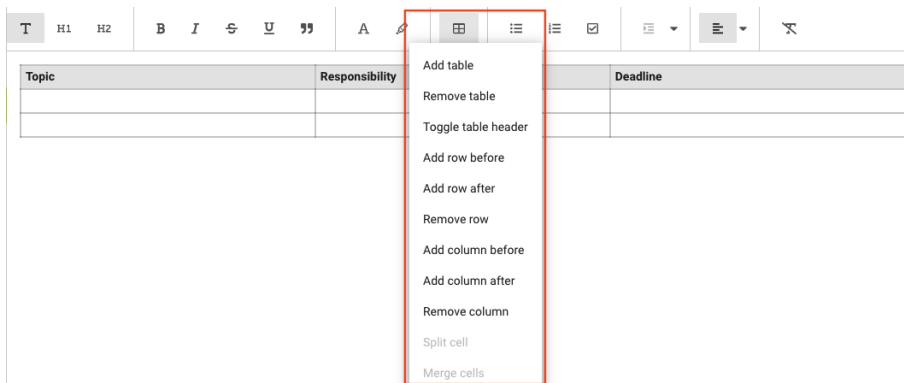 T H1 H2 B I S U A
Topic Responsibility Deadline
Add table
Remove table
Toggle table header
Add row before
Add row after
Remove row
Add column before
Add column after
Remove column
Split cell
Merge cells